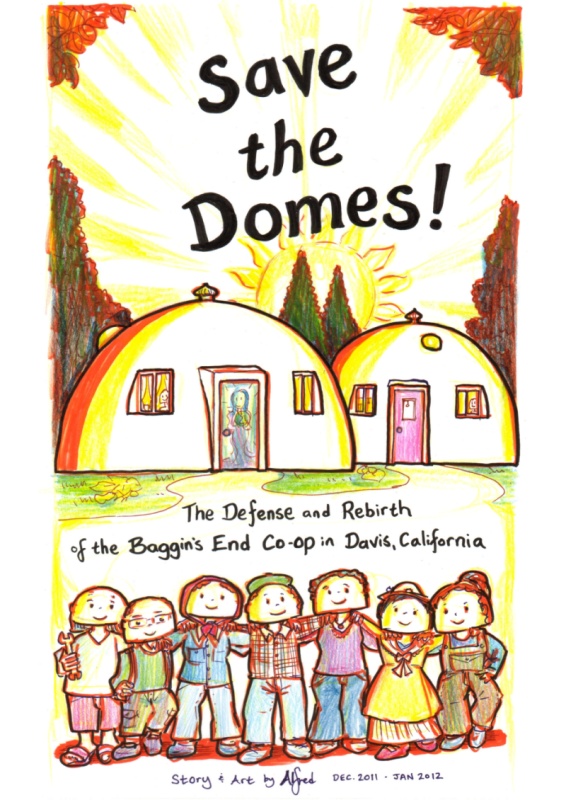 Save
the
Domes!
The Defense and Rebirth
of the Baggin's End Co-op in Davis, California
Story & Art by Alfred DEC. 2011 - JAN 2012